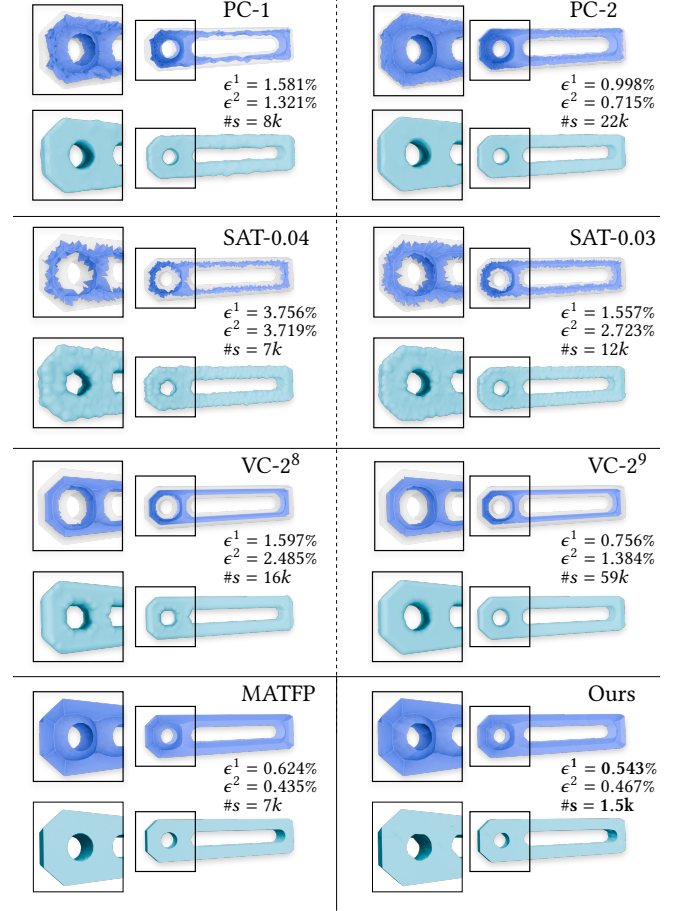 PC-1
ϵ¹ = 1.581%
ϵ² = 1.321%
#s = 8k
PC-2
ϵ¹ = 0.998%
ϵ² = 0.715%
#s = 22k
SAT-0.04
ϵ¹ = 3.756%
ϵ² = 3.719%
#s = 7k
SAT-0.03
ϵ¹ = 1.557%
ϵ² = 2.723%
#s = 12k
VC-2⁸
ϵ¹ = 1.597%
ϵ² = 2.485%
#s = 16k
VC-2⁹
ϵ¹ = 0.756%
ϵ² = 1.384%
#s = 59k
MATFP
ϵ¹ = 0.624%
ϵ² = 0.435%
#s = 7k
Ours
ϵ¹ = 0.543%
ϵ² = 0.467%
#s = 1.5k